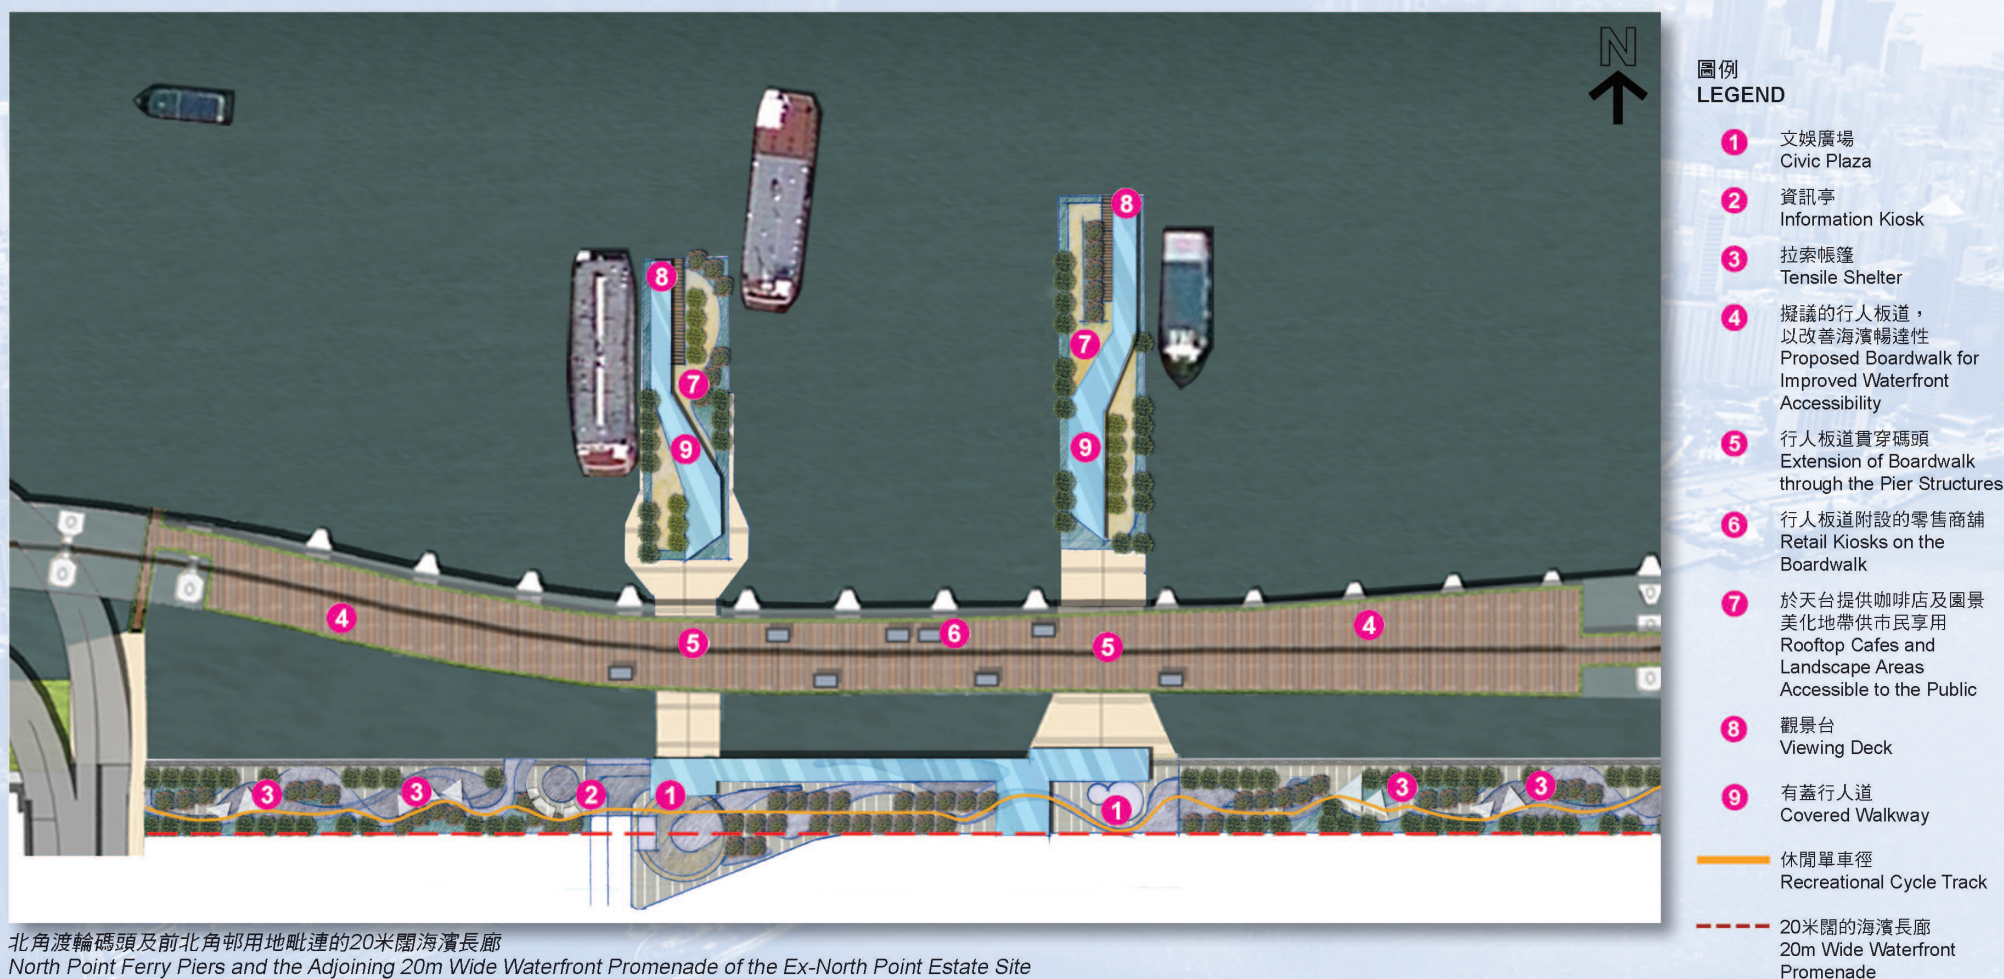 N
圖例
LEGEND
1 文娛廣場
Civic Plaza
2 資訊亭
Information Kiosk
3 拉索帳篷
Tensile Shelter
4 擬議的行人板道，
以改善海濱暢達性
Proposed Boardwalk for
Improved Waterfront
Accessibility
5 行人板道貫穿碼頭
Extension of Boardwalk
through the Pier Structures
6 行人板道附設的零售商舖
Retail Kiosks on the
Boardwalk
7 於天台提供咖啡店及園景
美化地帶供市民享用
Rooftop Cafes and
Landscape Areas
Accessible to the Public
8 觀景台
Viewing Deck
9 有蓋行人道
Covered Walkway
休閒單車徑
Recreational Cycle Track
20米闊的海濱長廊
20m Wide Waterfront
Promenade
8
8
7
7
9
9
4
5
6
5
4
3
3
2
1
1
3
3
北角渡輪碼頭及前北角邨用地毗連的20米闊海濱長廊
North Point Ferry Piers and the Adjoining 20m Wide Waterfront Promenade of the Ex-North Point Estate Site